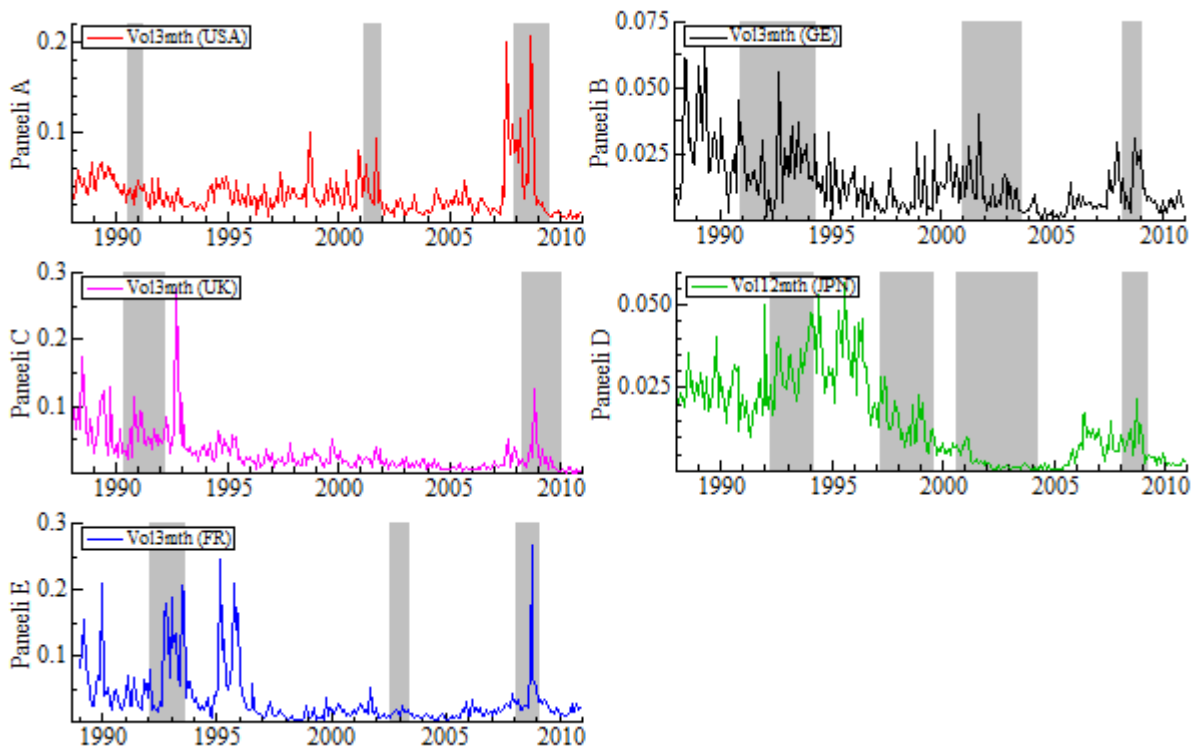 Vol3mth (USA)
0.2
0.1
Paneeli A
1990 1995 2000 2005 2010
Vol3mth (GE)
0.075
0.050
0.025
Paneeli B
1990 1995 2000 2005 2010
Vol3mth (UK)
0.3
0.2
0.1
Paneeli C
1990 1995 2000 2005 2010
Vol12mth (JPN)
0.050
0.025
Paneeli D
1990 1995 2000 2005 2010
Vol3mth (FR)
0.3
0.2
0.1
Paneeli E
1990 1995 2000 2005 2010